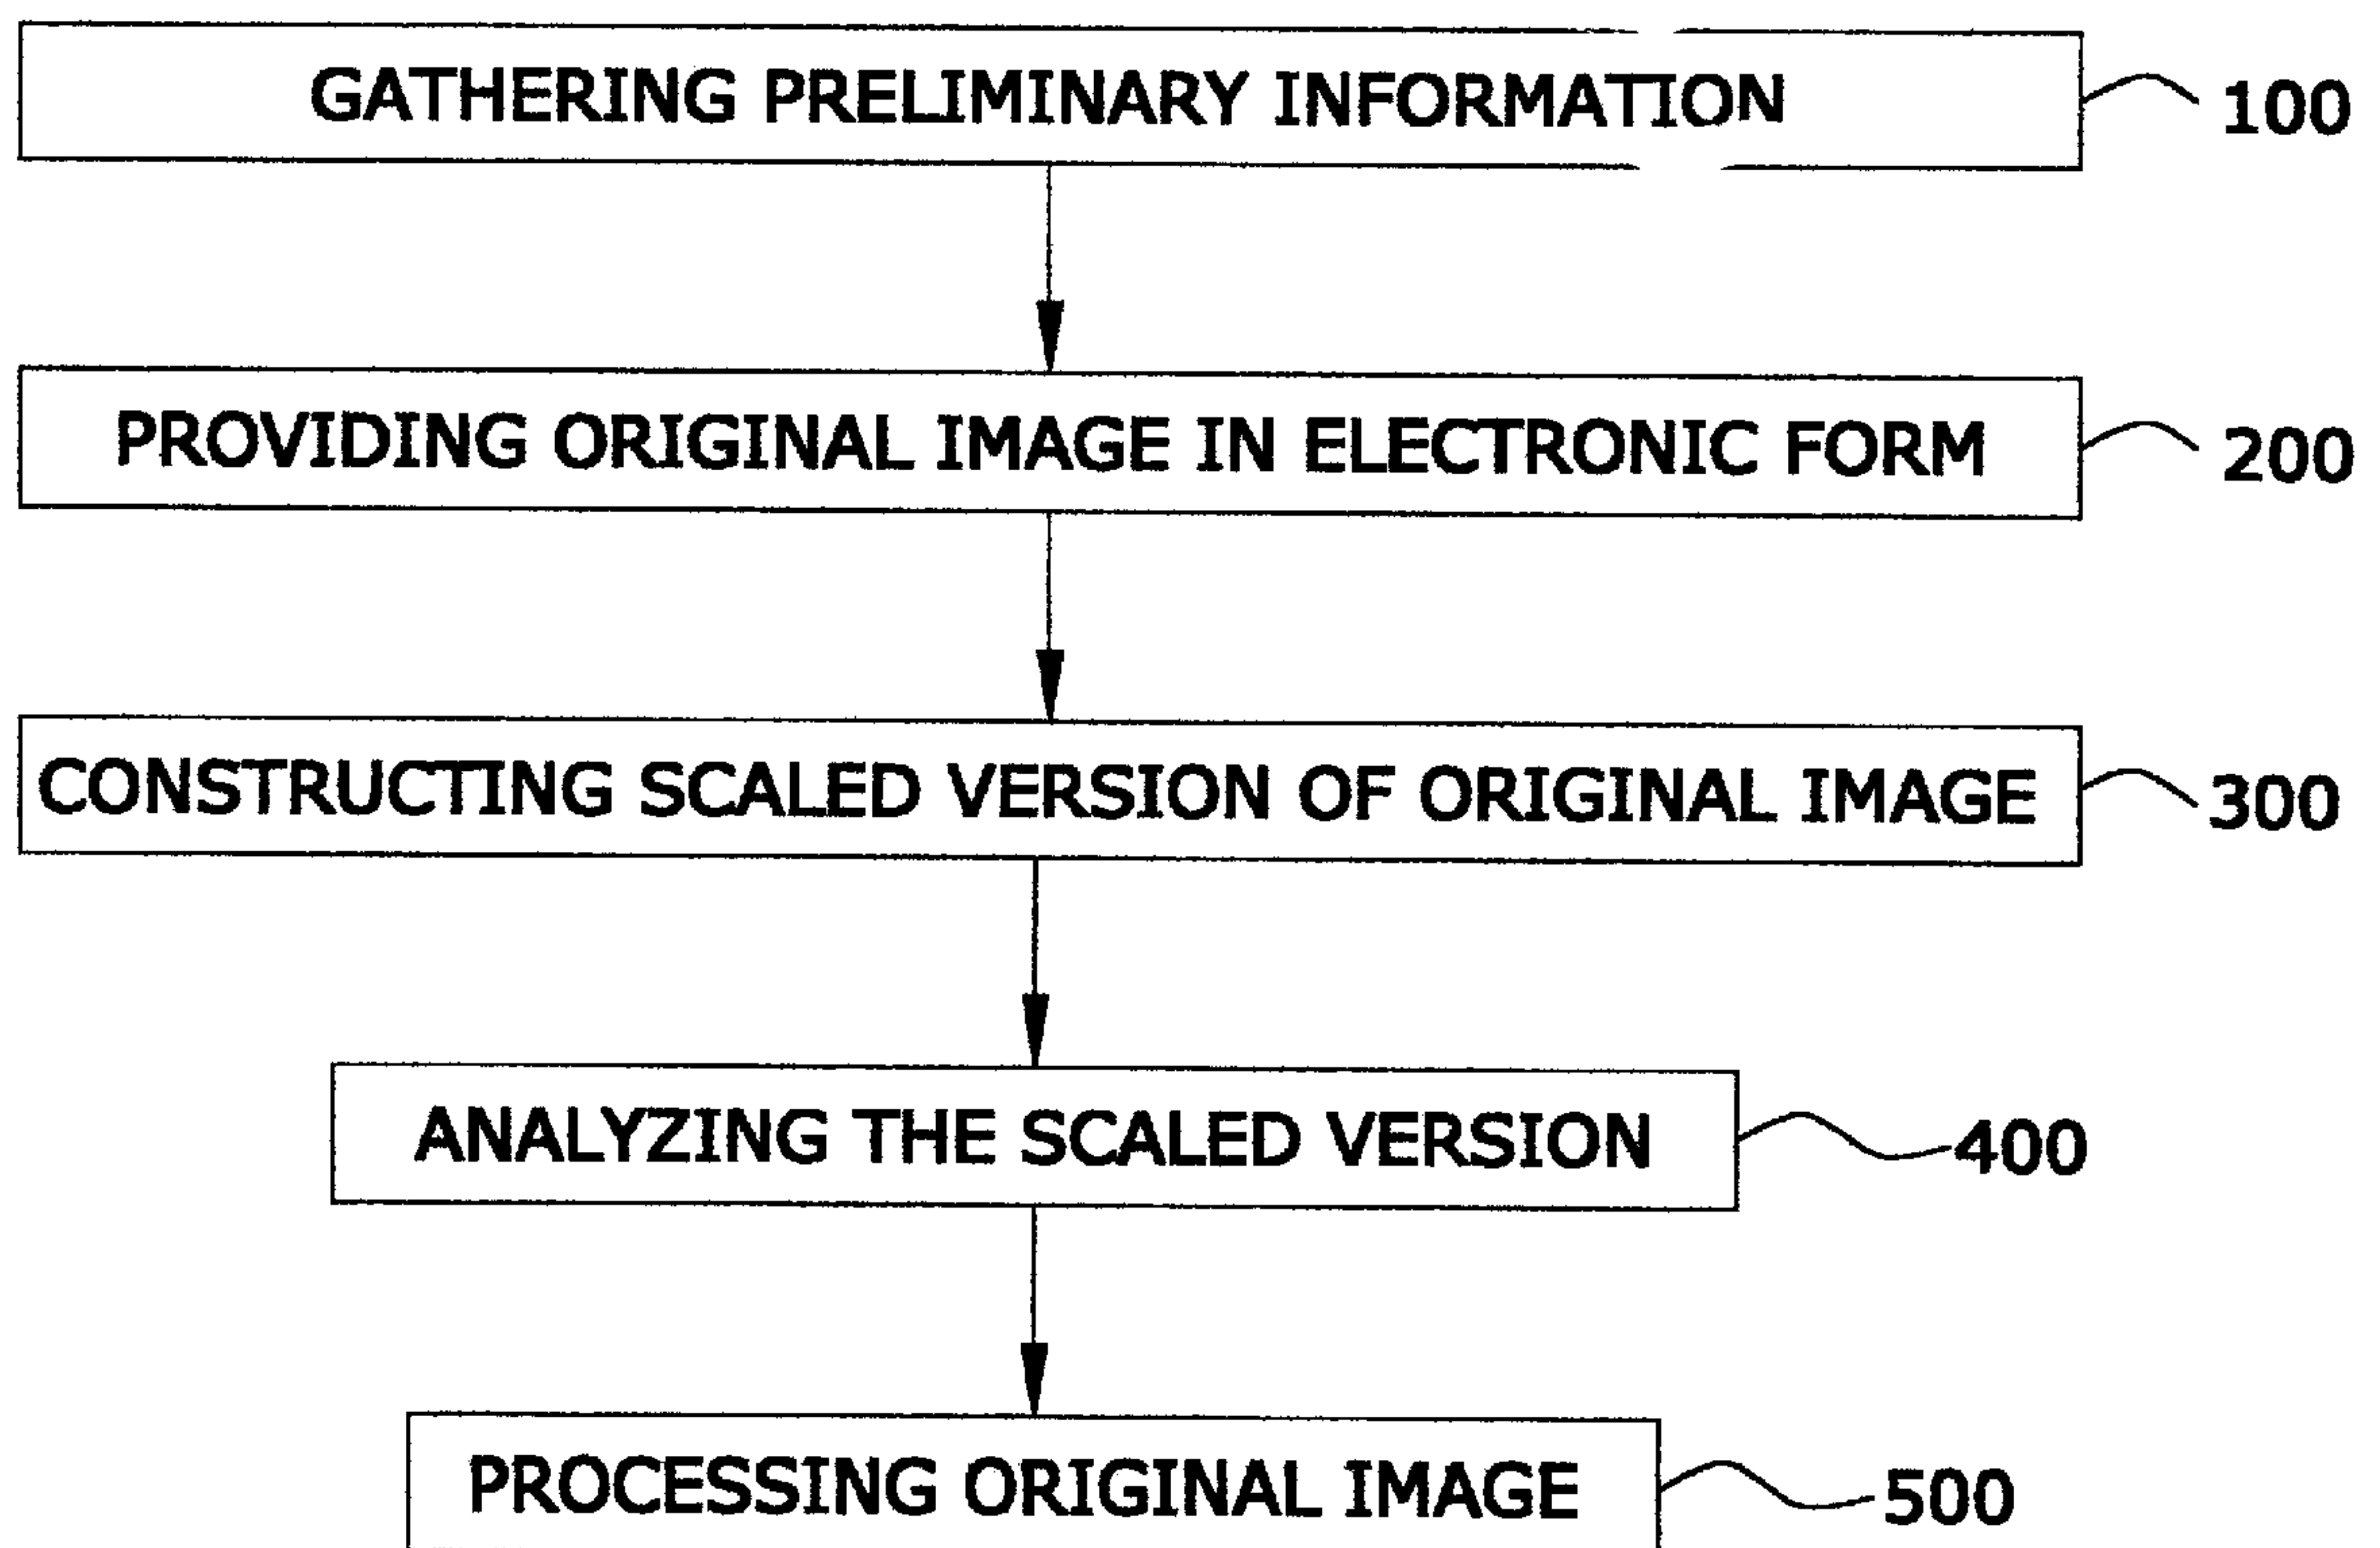 GATHERING PRELIMINARY INFORMATION 100
PROVIDING ORIGINAL IMAGE IN ELECTRONIC FORM 200
CONSTRUCTING SCALED VERSION OF ORIGINAL IMAGE 300
ANALYZING THE SCALED VERSION 400
PROCESSING ORIGINAL IMAGE 500